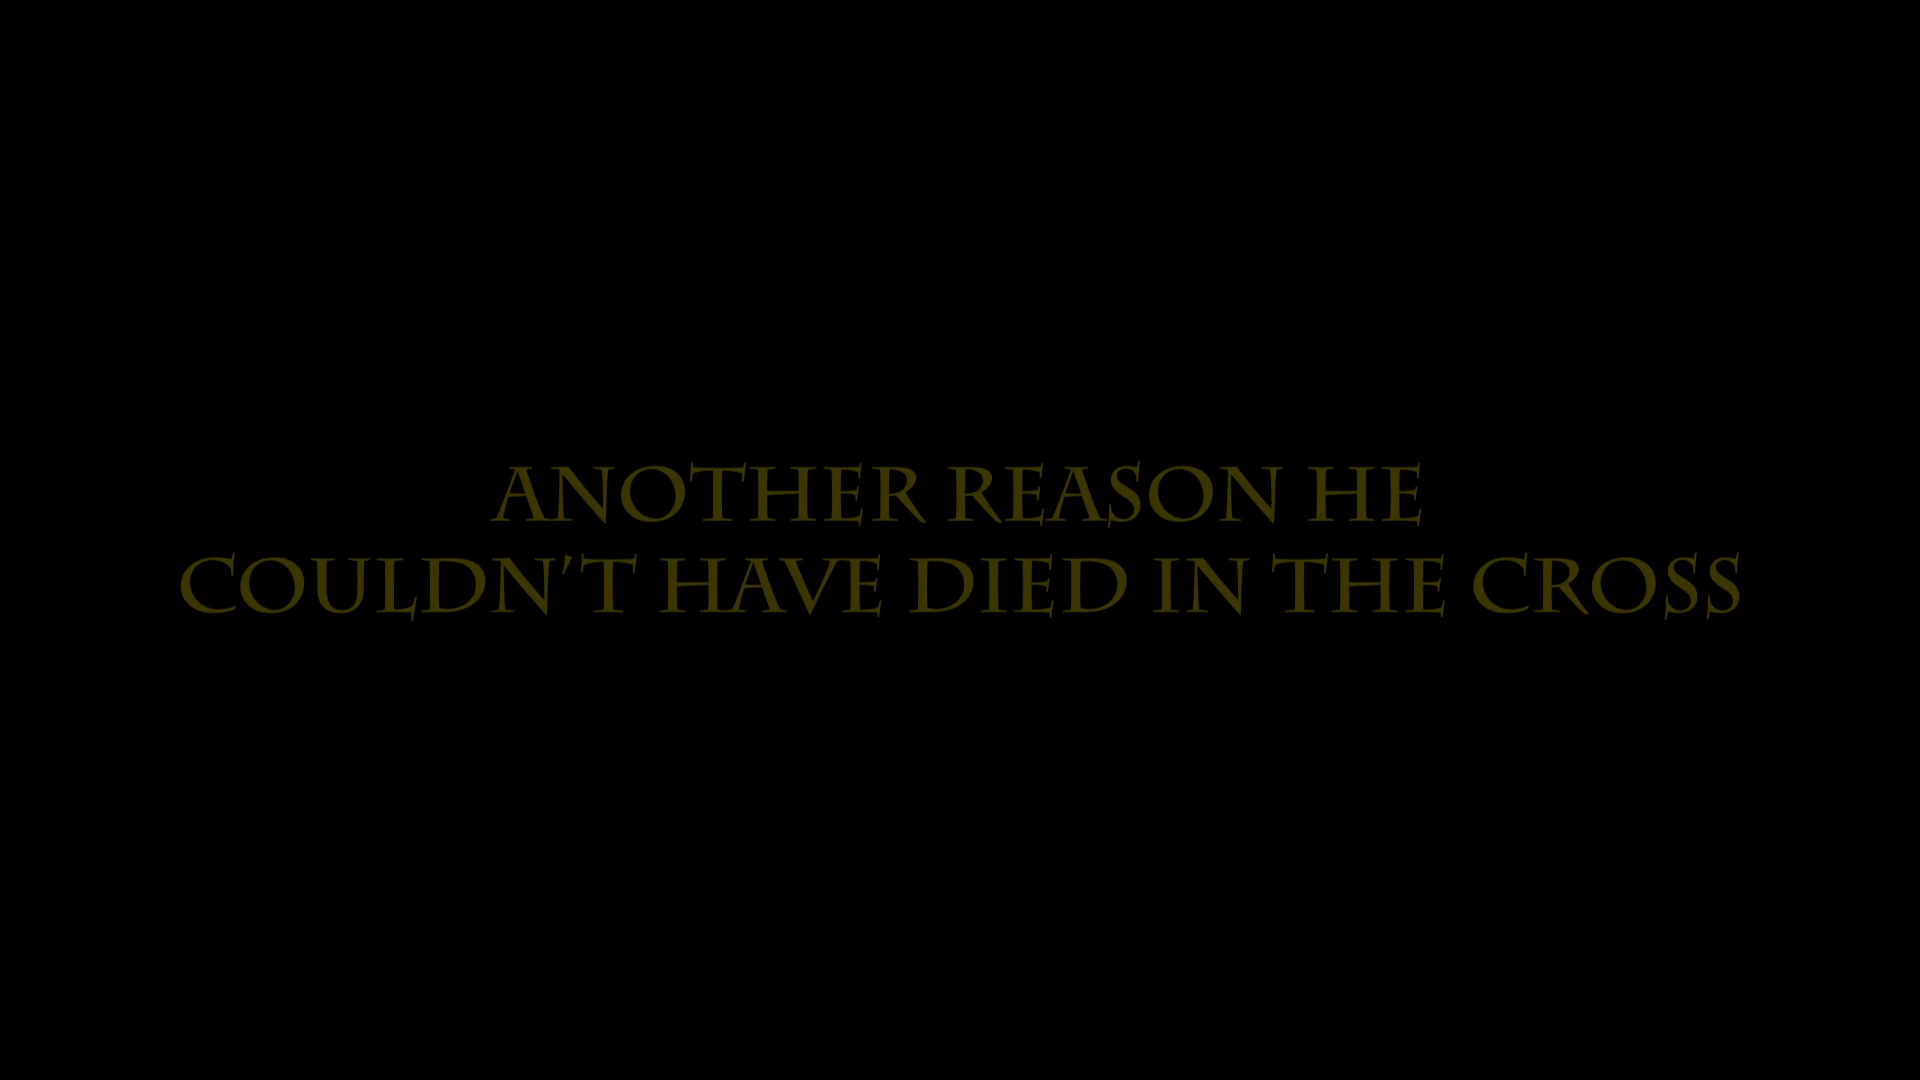 ANOTHER REASON HE
COULDN'T HAVE DIED IN THE CROSS